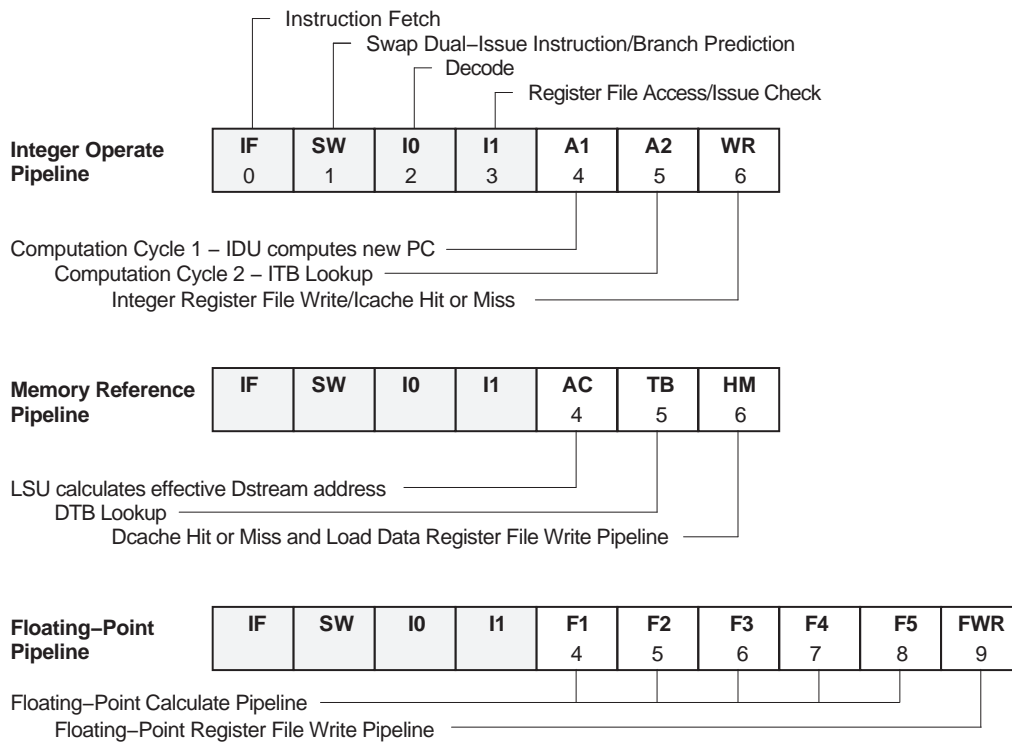 Instruction Fetch
Swap Dual–Issue Instruction/Branch Prediction
Decode
Register File Access/Issue Check
Integer Operate
Pipeline
IF SW I0 I1 A1 A2 WR
0 1 2 3 4 5 6
Computation Cycle 1 – IDU computes new PC
Computation Cycle 2 – ITB Lookup
Integer Register File Write/Icache Hit or Miss
Memory Reference
Pipeline
IF SW I0 I1 AC TB HM
4 5 6
LSU calculates effective Dstream address
DTB Lookup
Dcache Hit or Miss and Load Data Register File Write Pipeline
Floating–Point
Pipeline
IF SW I0 I1 F1 F2 F3 F4 F5 FWR
4 5 6 7 8 9
Floating–Point Calculate Pipeline
Floating–Point Register File Write Pipeline